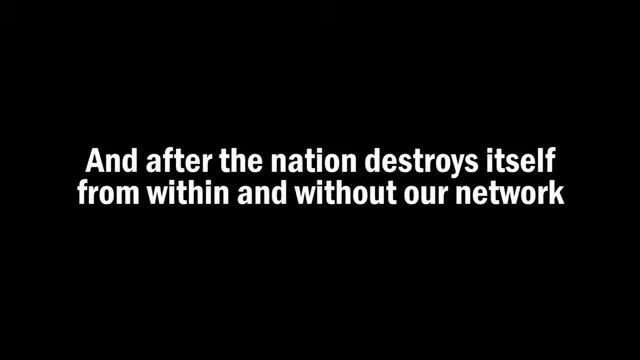 And after the nation destroys itself
from within and without our network